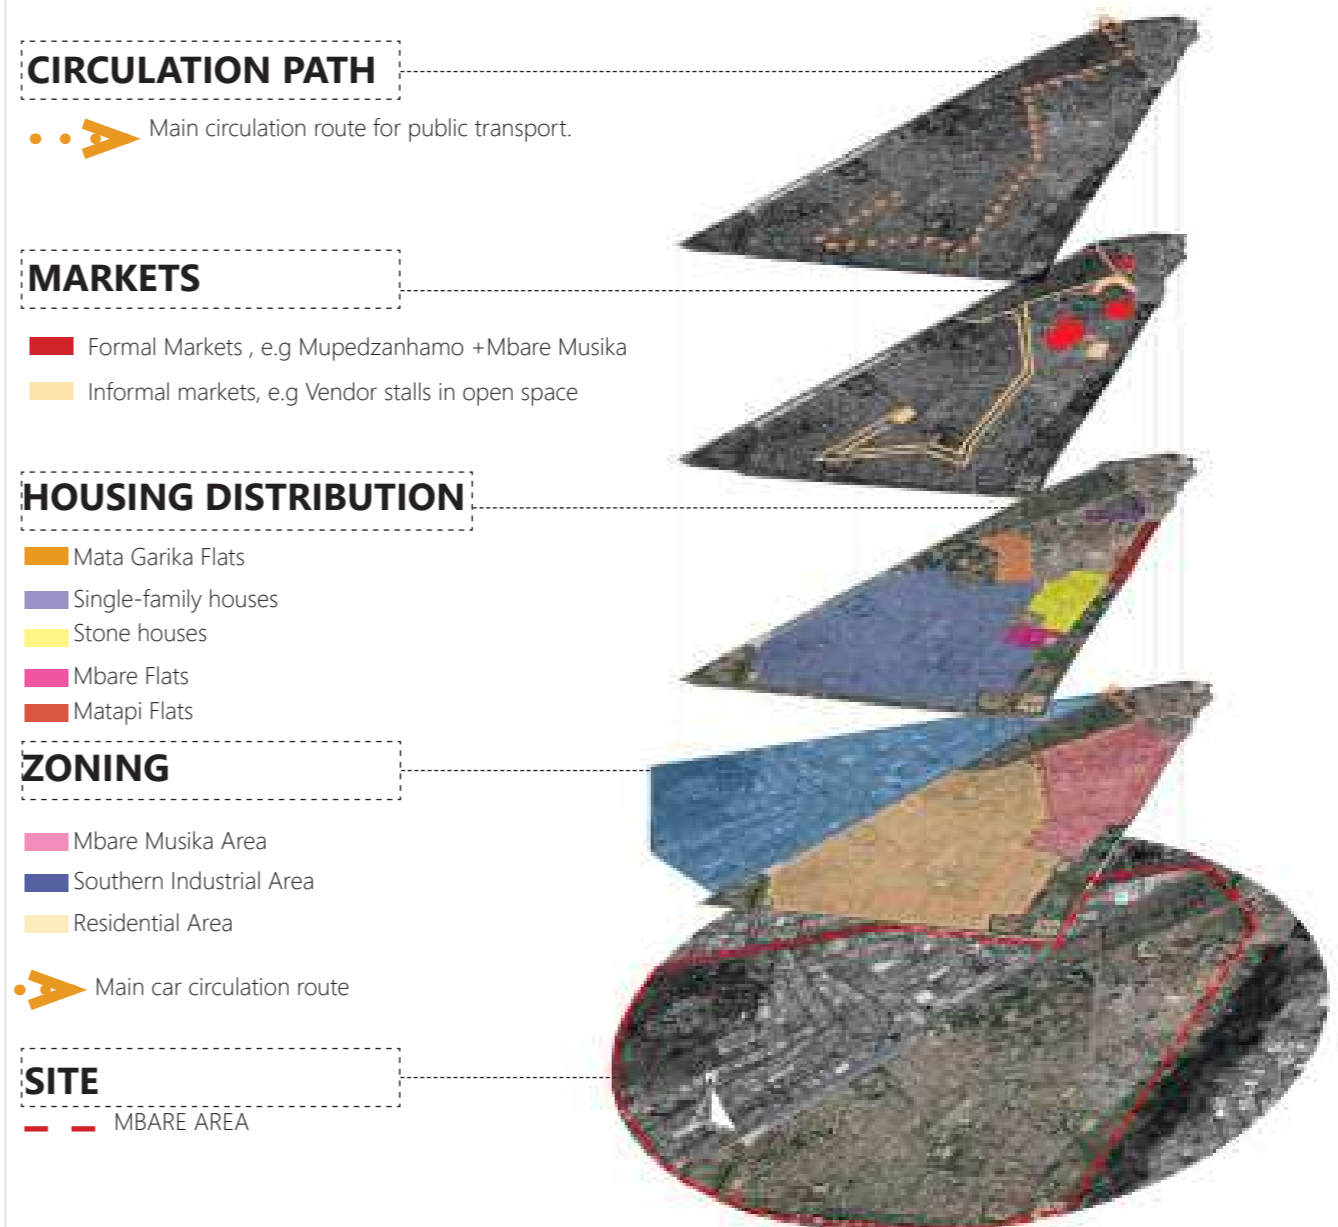 CIRCULATION PATH
Main circulation route for public transport.
MARKETS
Formal Markets , e.g Mupedzanhamo +Mbare Musika
Informal markets, e.g Vendor stalls in open space
HOUSING DISTRIBUTION
Mata Garika Flats
Single-family houses
Stone houses
Mbare Flats
Matapi Flats
ZONING
Mbare Musika Area
Southern Industrial Area
Residential Area
Main car circulation route
SITE
MBARE AREA